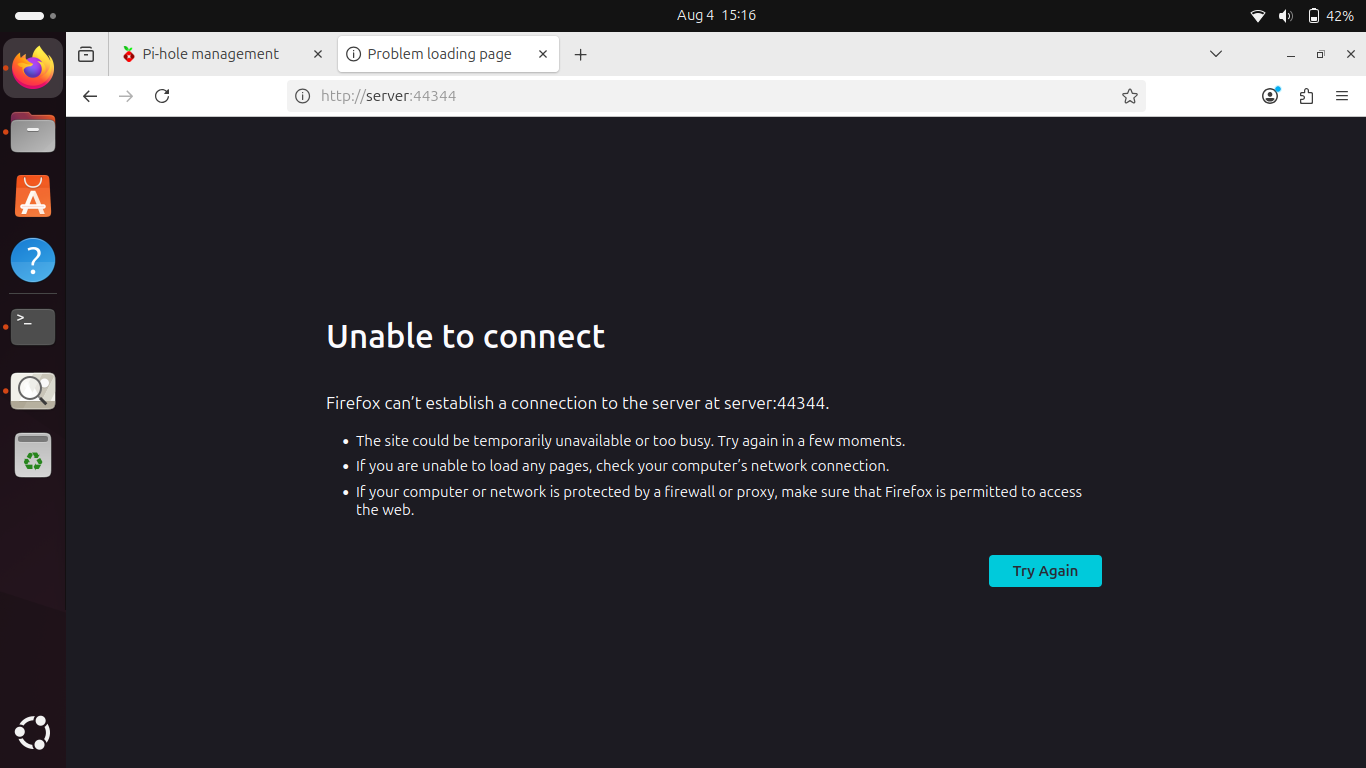 Aug 4 15:16
42%
Pi-hole management
Problem loading page
http://server:44344
Unable to connect
Firefox can’t establish a connection to the server at server:44344.
• The site could be temporarily unavailable or too busy. Try again in a few moments.
• If you are unable to load any pages, check your computer’s network connection.
• If your computer or network is protected by a firewall or proxy, make sure that Firefox is permitted to access
the web.
Try Again